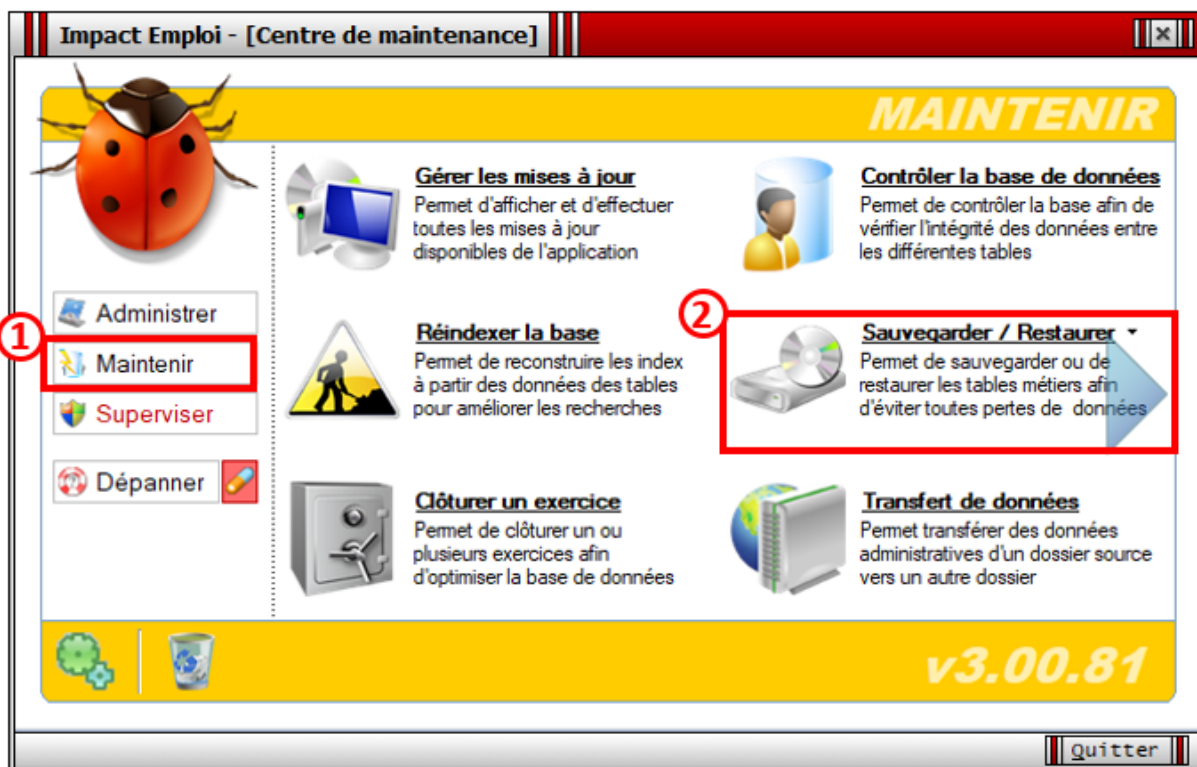 Impact Emploi - [Centre de maintenance]
MAINTENIR
Gérer les mises à jour
Permet d'afficher et d'effectuer
toutes les mises à jour
disponibles de l'application
Contrôler la base de données
Permet de contrôler la base afin de
vérifier l'intégrité des données entre
les différentes tables
Administrer
1
Maintenir
Superviser
Dépanner
Réindexer la base
Permet de reconstruire les index
à partir des données des tables
pour améliorer les recherches
2
Sauvegarder / Restaurer
Permet de sauvegarder ou de
restaurer les tables métiers afin
d'éviter toutes pertes de données
Clôturer un exercice
Permet de clôturer un ou
plusieurs exercices afin
d'optimiser la base de données
Transfert de données
Permet transférer des données
administratives d'un dossier source
vers un autre dossier
v3.00.81
Quitter